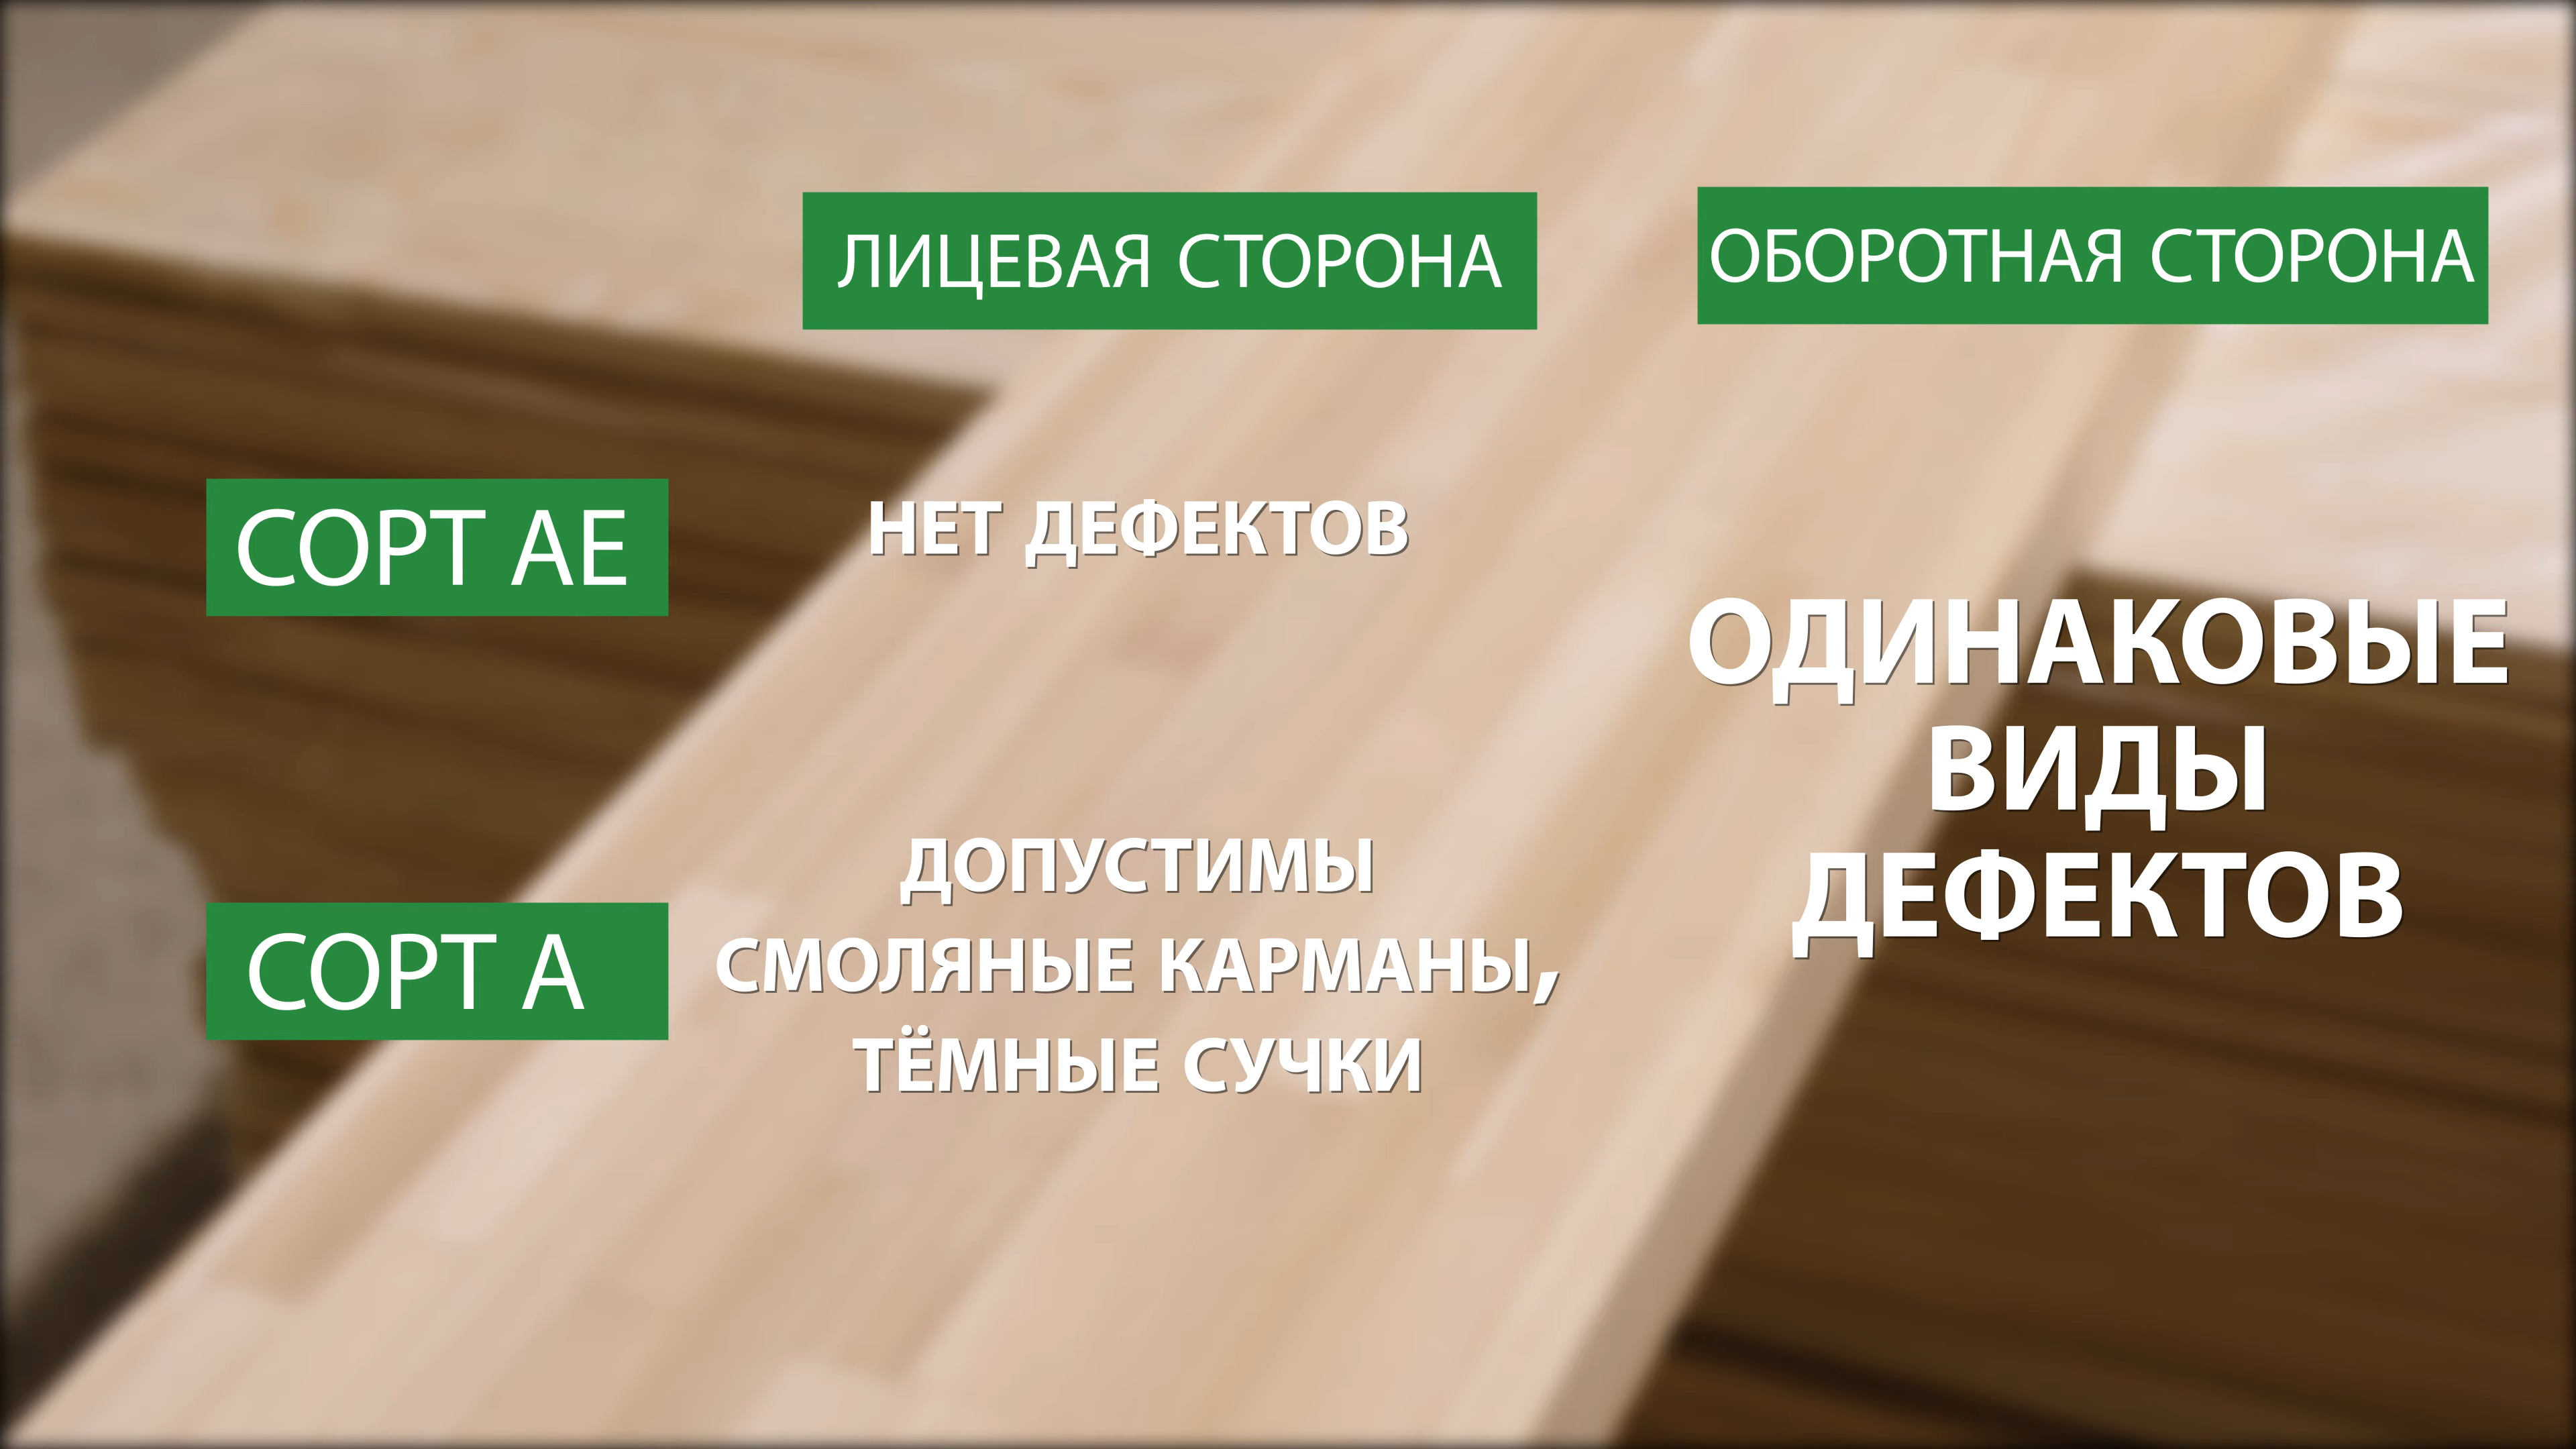 ЛИЦЕВАЯ СТОРОНА
ОБОРОТНАЯ СТОРОНА
СОРТ АЕ
НЕТ ДЕФЕКТОВ
СОРТ А
ДОПУСТИМЫ
СМОЛЯНЫЕ КАРМАНЫ,
ТЁМНЫЕ СУЧКИ
ОДИНАКОВЫЕ
ВИДЫ
ДЕФЕКТОВ